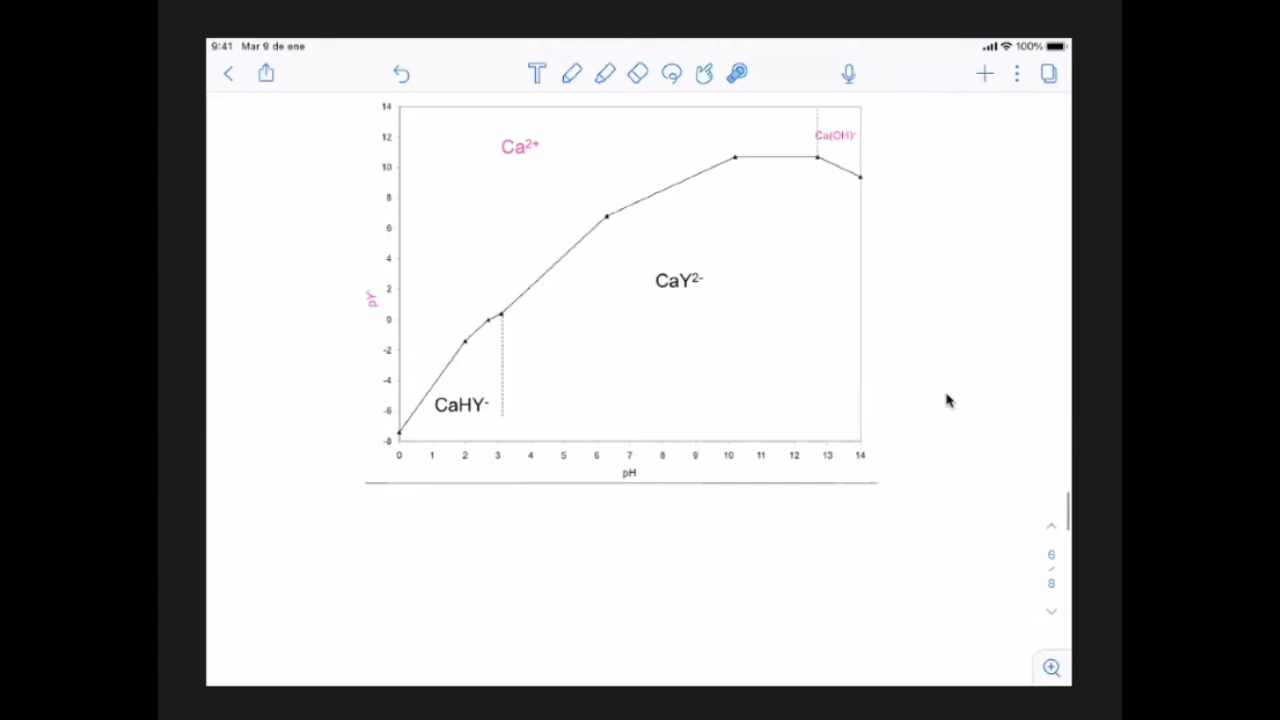 9:41 Mar 9 de ene 100%
14
12
10
8
6
4
2
0
-2
-4
-6
-8
pY'
Ca2+
Ca(OH)+
CaY2-
CaHY-
0 1 2 3 4 5 6 7 8 9 10 11 12 13 14
pH
6
/
8